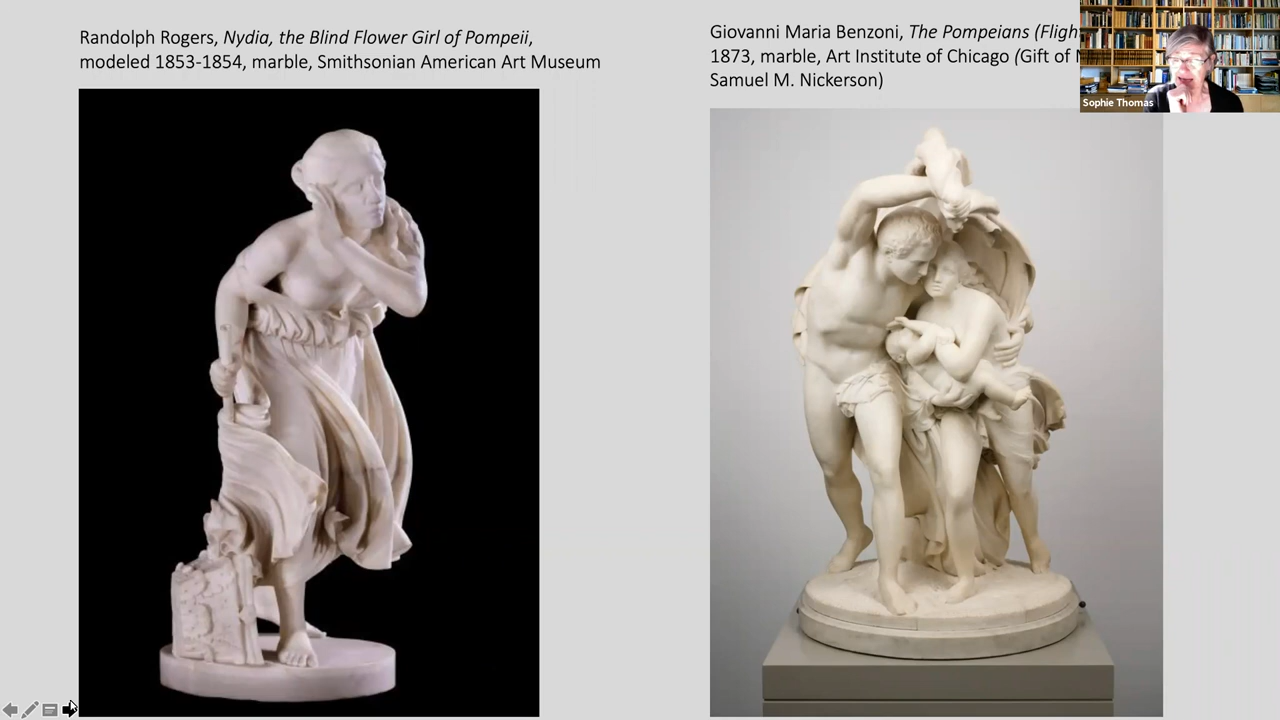 Randolph Rogers, Nydia, the Blind Flower Girl of Pompeii,
modeled 1853-1854, marble, Smithsonian American Art Museum
Giovanni Maria Benzoni, The Pompeians (Fligh
1873, marble, Art Institute of Chicago (Gift of
Samuel M. Nickerson)
Sophie Thomas